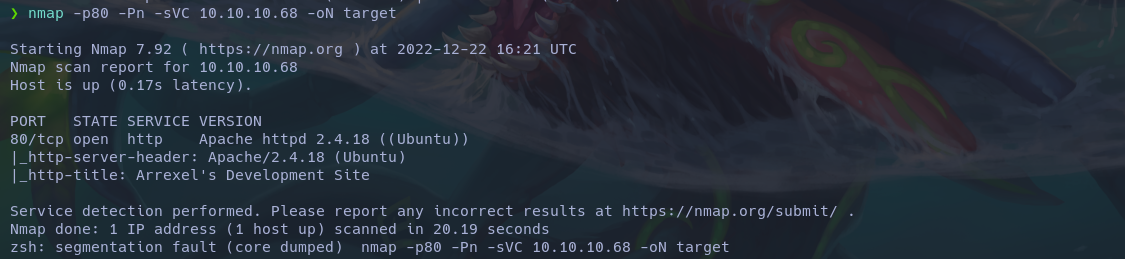 ❯ nmap -p80 -Pn -sVC 10.10.10.68 -oN target
Starting Nmap 7.92 ( https://nmap.org ) at 2022-12-22 16:21 UTC
Nmap scan report for 10.10.10.68
Host is up (0.17s latency).
PORT   STATE SERVICE VERSION
80/tcp open  http    Apache httpd 2.4.18 ((Ubuntu))
|_http-server-header: Apache/2.4.18 (Ubuntu)
|_http-title: Arrexel's Development Site
Service detection performed. Please report any incorrect results at https://nmap.org/submit/ .
Nmap done: 1 IP address (1 host up) scanned in 20.19 seconds
zsh: segmentation fault (core dumped)  nmap -p80 -Pn -sVC 10.10.10.68 -oN target